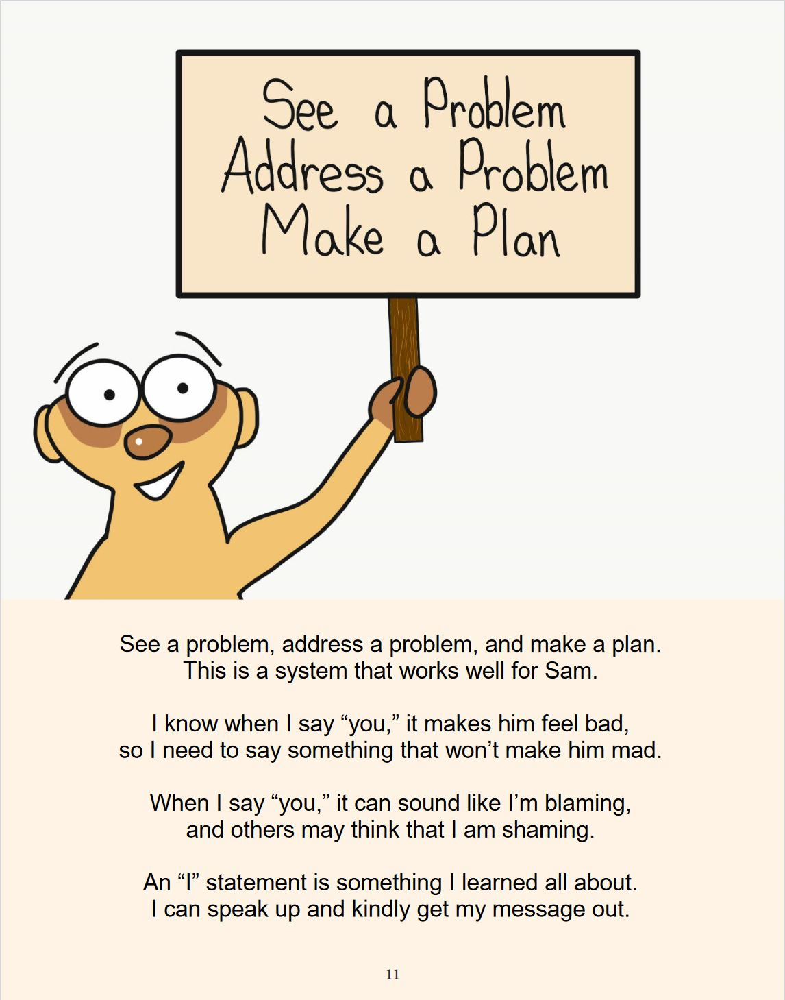 See a Problem
Address a Problem
Make a Plan
See a problem, address a problem, and make a plan.
This is a system that works well for Sam.
I know when I say “you,” it makes him feel bad,
so I need to say something that won’t make him mad.
When I say “you,” it can sound like I’m blaming,
and others may think that I am shaming.
An “I” statement is something I learned all about.
I can speak up and kindly get my message out.
11